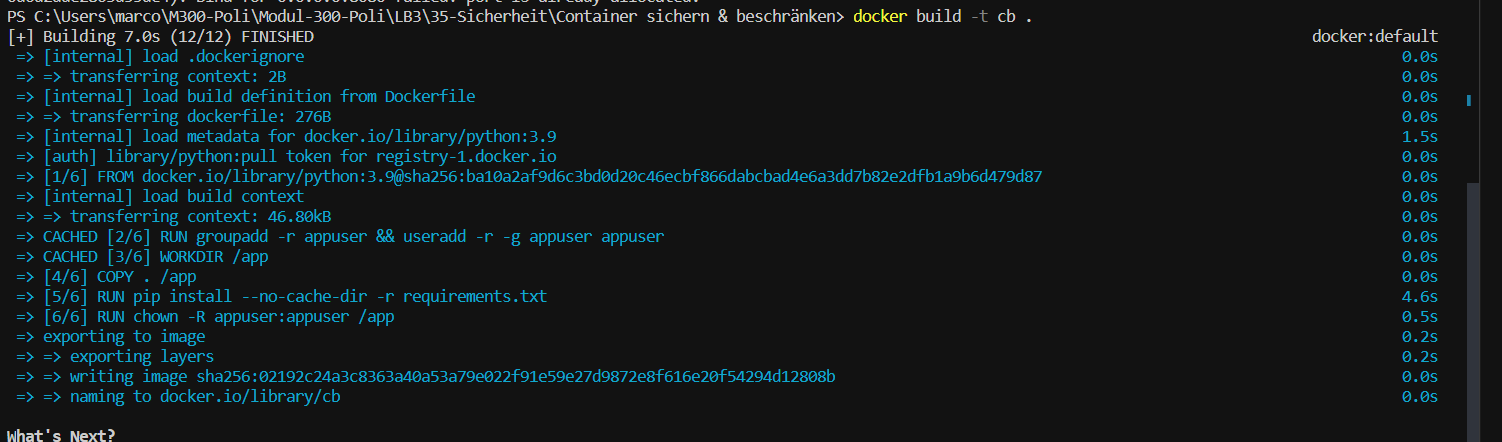 PS C:\Users\marco\M300-Poli\Modul-300-Poli\LB3\35-Sicherheit\Container sichern & beschränken> docker build -t cb .
[+] Building 7.0s (12/12) FINISHED docker:default
=> [internal] load .dockerignore 0.0s
=> => transferring context: 2B 0.0s
=> [internal] load build definition from Dockerfile 0.0s
=> => transferring dockerfile: 276B 0.0s
=> [internal] load metadata for docker.io/library/python:3.9 1.5s
=> [auth] library/python:pull token for registry-1.docker.io 0.0s
=> [1/6] FROM docker.io/library/python:3.9@sha256:ba10a2af9d6c3bd0d20c46ecbf866dabcbad4e6a3dd7b82e2dfb1a9b6d479d87 0.0s
=> [internal] load build context 0.0s
=> => transferring context: 46.80kB 0.0s
=> CACHED [2/6] RUN groupadd -r appuser && useradd -r -g appuser appuser 0.0s
=> CACHED [3/6] WORKDIR /app 0.0s
=> [4/6] COPY . /app 0.0s
=> [5/6] RUN pip install --no-cache-dir -r requirements.txt 4.6s
=> [6/6] RUN chown -R appuser:appuser /app 0.5s
=> exporting to image 0.2s
=> => exporting layers 0.2s
=> => writing image sha256:02192c24a3c8363a40a53a79e022f91e59e27d9872e8f616e20f54294d12808b 0.0s
=> => naming to docker.io/library/cb 0.0s
What's Next?